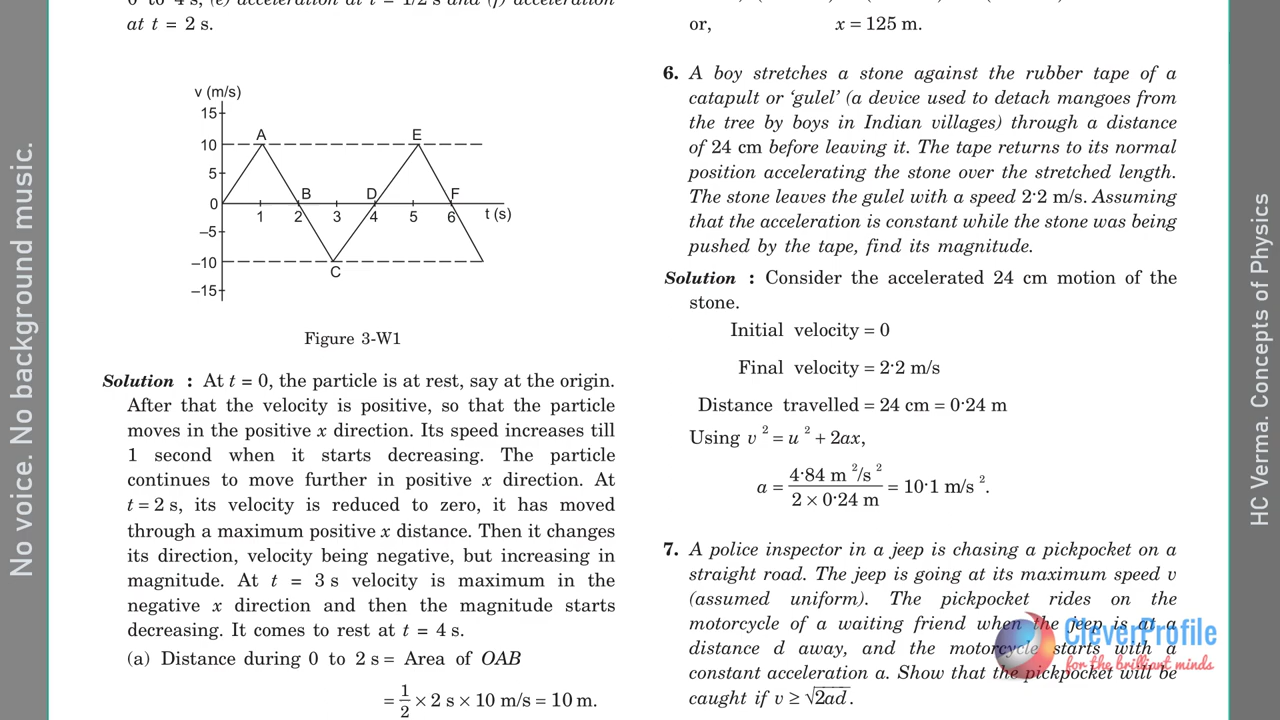 No voice. No background music.
0 to 4 s, (e) acceleration at t = 1/2 s and (f) acceleration
at t = 2 s.
v (m/s)
15
10
5
0
–5
–10
–15
A
B
C
D
E
F
1
2
3
4
5
6
t (s)
Figure 3-W1
Solution : At t = 0, the particle is at rest, say at the origin.
After that the velocity is positive, so that the particle
moves in the positive x direction. Its speed increases till
1 second when it starts decreasing. The particle
continues to move further in positive x direction. At
t = 2 s, its velocity is reduced to zero, it has moved
through a maximum positive x distance. Then it changes
its direction, velocity being negative, but increasing in
magnitude. At t = 3 s velocity is maximum in the
negative x direction and then the magnitude starts
decreasing. It comes to rest at t = 4 s.
(a) Distance during 0 to 2 s = Area of OAB
= 1/2 × 2 s × 10 m/s = 10 m.
or, x = 125 m.
6. A boy stretches a stone against the rubber tape of a
catapult or ‘gulel’ (a device used to detach mangoes from
the tree by boys in Indian villages) through a distance
of 24 cm before leaving it. The tape returns to its normal
position accelerating the stone over the stretched length.
The stone leaves the gulel with a speed 2·2 m/s. Assuming
that the acceleration is constant while the stone was being
pushed by the tape, find its magnitude.
Solution : Consider the accelerated 24 cm motion of the
stone.
Initial velocity = 0
Final velocity = 2·2 m/s
Distance travelled = 24 cm = 0·24 m
Using v² = u² + 2ax,
a = 4·84 m²/s² / 2 × 0·24 m = 10·1 m/s².
7. A police inspector in a jeep is chasing a pickpocket on a
straight road. The jeep is going at its maximum speed v
(assumed uniform). The pickpocket rides on the
motorcycle of a waiting friend when the jeep is at a
distance d away, and the motorcycle starts with a
constant acceleration a. Show that the pickpocket will be
caught if v ≥ √2ad.
CleverProfile
for the brilliant minds
HC Verma. Concepts of Physics